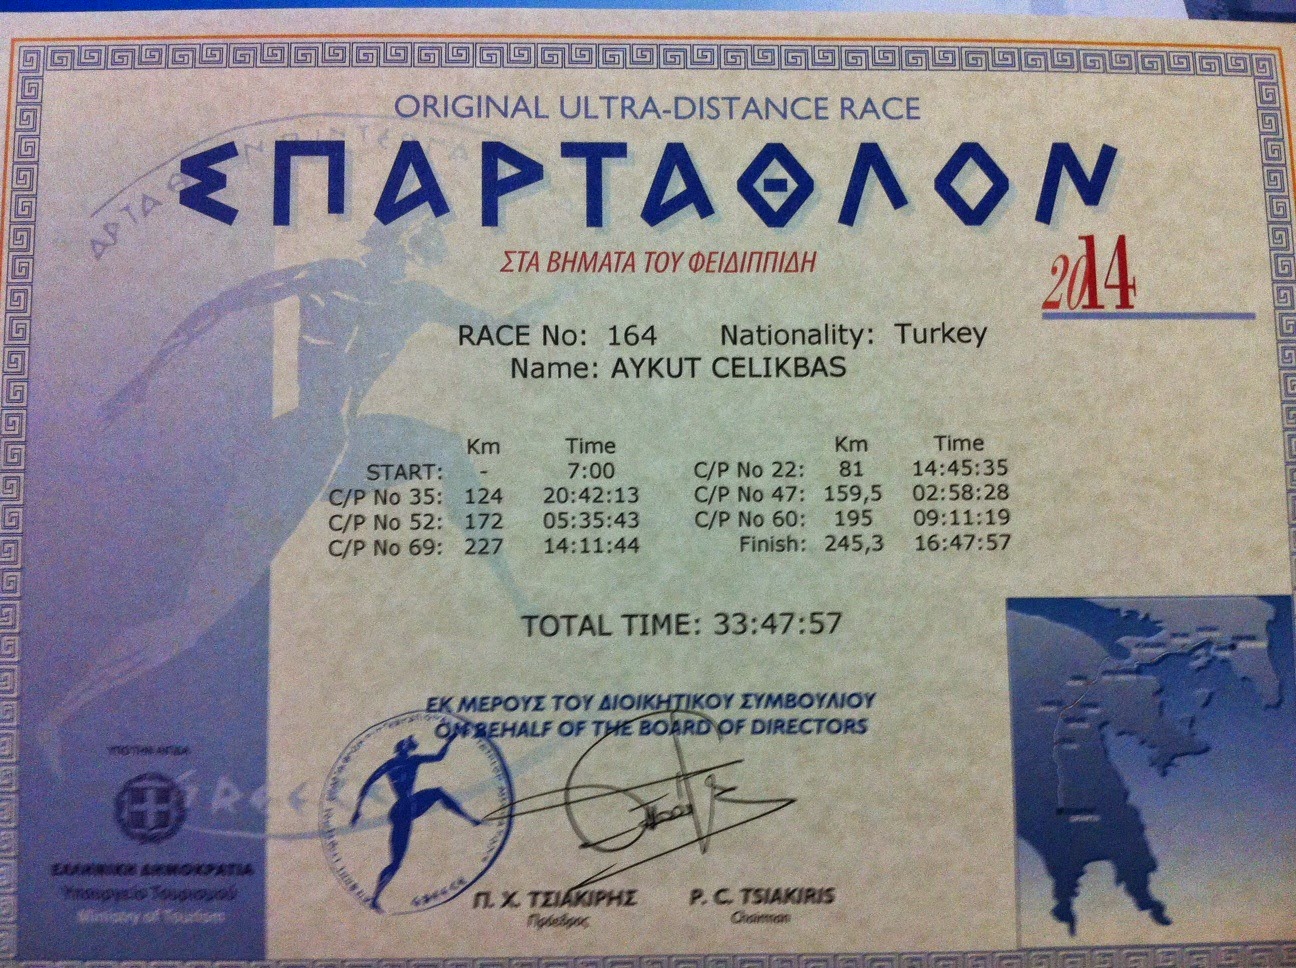 ORIGINAL ULTRA-DISTANCE RACE
ΣΠΑΡΤΑΘΛΟΝ
ΣΤΑ ΒΗΜΑΤΑ ΤΟΥ ΦΕΙΔΙΠΠΙΔΗ
2014
RACE No: 164 Nationality: Turkey
Name: AYKUT CELIKBAS
Km Time Km Time
START: - 7:00 C/P No 22: 81 14:45:35
C/P No 35: 124 20:42:13 C/P No 47: 159,5 02:58:28
C/P No 52: 172 05:35:43 C/P No 60: 195 09:11:19
C/P No 69: 227 14:11:44 Finish: 245,3 16:47:57
TOTAL TIME: 33:47:57
ΕΚ ΜΕΡΟΥΣ ΤΟΥ ΔΙΟΙΚΗΤΙΚΟΥ ΣΥΜΒΟΥΛΙΟΥ
ON BEHALF OF THE BOARD OF DIRECTORS
ΥΠΟ ΤΗΝ ΑΙΓΙΔΑ
GREECE
ΕΛΛΗΝΙΚΗ ΔΗΜΟΚΡΑΤΙΑ
Υπουργείο Τουρισμού
Ministry of Tourism
GREECE
Π. Χ. ΤΣΙΑΚΙΡΗΣ P. C. TSIAKIRIS
Πρόεδρος Chairman